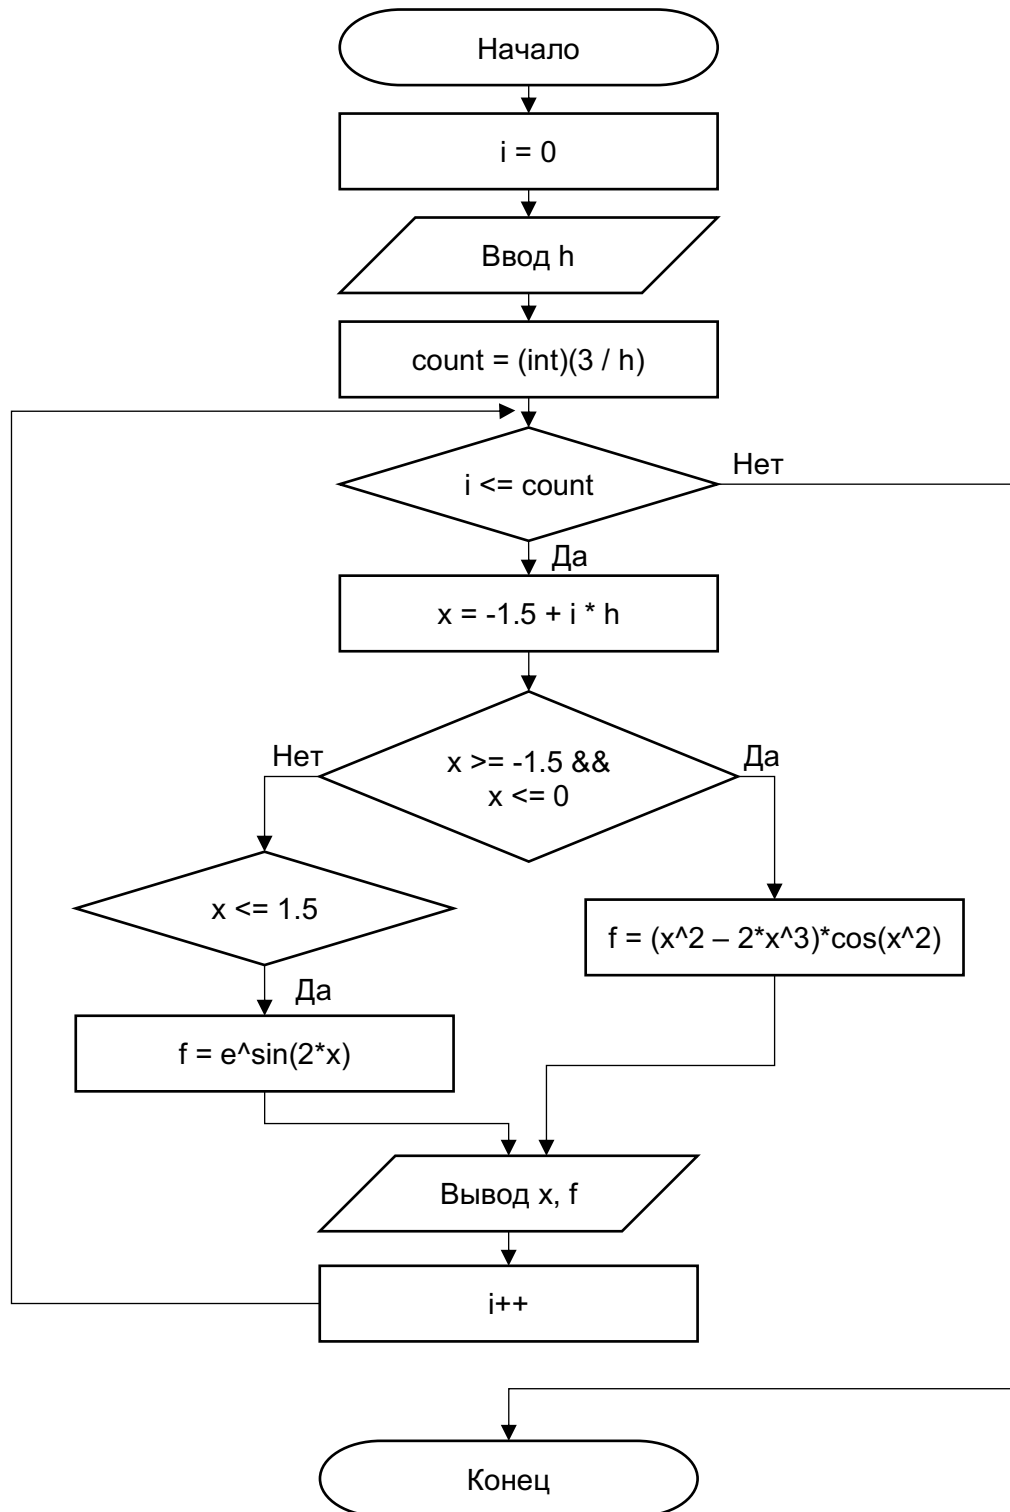 Начало
i = 0
Ввод h
count = (int)(3 / h)
Нет
i <= count
Да
x = -1.5 + i * h
Нет
x >= -1.5 &&
x <= 0
Да
x <= 1.5
f = (x^2 – 2*x^3)*cos(x^2)
Да
f = e^sin(2*x)
Вывод x, f
i++
Конец